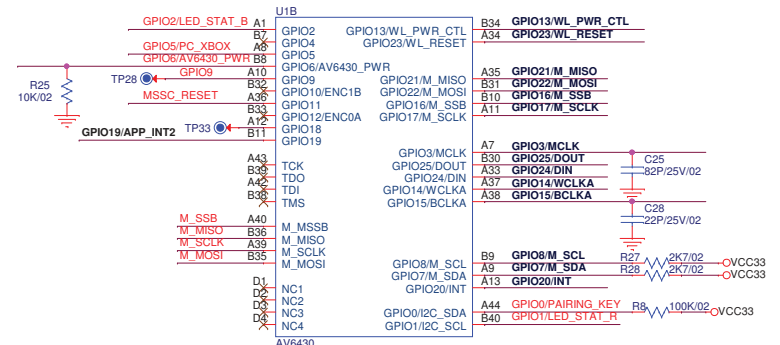 U1B
GPIO2/LED_STAT_B A1 GPIO2 GPIO13/WL_PWR_CTL B34 GPIO13/WL_PWR_CTL
B7 GPIO4 GPIO23/WL_RESET A34 GPIO23/WL_RESET
GPIO5/PC_XBOX A8 GPIO5
GPIO6/AV6430_PWR B8 GPIO6/AV6430_PWR
TP28 GPIO9 A10 GPIO9 GPIO21/M_MISO A35 GPIO21/M_MISO
R25 B32 GPIO10/ENC1B GPIO22/M_MOSI B31 GPIO22/M_MOSI
10K/02 MSSC_RESET A36 GPIO11 GPIO16/M_SSB B10 GPIO16/M_SSB
B33 GPIO12/ENC0A GPIO17/M_SCLK A11 GPIO17/M_SCLK
TP33 A12 GPIO18
GPIO19/APP_INT2 B11 GPIO19
GPIO3/MCLK A7 GPIO3/MCLK
A43 TCK GPIO25/DOUT B30 GPIO25/DOUT C25
B39 TDO GPIO24/DIN A33 GPIO24/DIN 82P/25V/02
A42 TDI GPIO14/WCLKA A37 GPIO14/WCLKA
B38 TMS GPIO15/BCLKA A38 GPIO15/BCLKA
C28
M_SSB A40 M_MSSB 22P/25V/02
M_MISO B36 M_MISO
M_SCLK A39 M_SCLK
M_MOSI B35 M_MOSI GPIO8/M_SCL B9 GPIO8/M_SCL R27 2K7/02 VCC33
GPIO7/M_SDA A9 GPIO7/M_SDA R28 2K7/02 VCC33
D1 NC1 GPIO20/INT A13 GPIO20/INT
D2 NC2
D3 NC3 GPIO0/I2C_SDA A44 GPIO0/PAIRING_KEY R8 100K/02 VCC33
D4 NC4 GPIO1/I2C_SCL B40 GPIO1/LED_STAT_R
AV6430